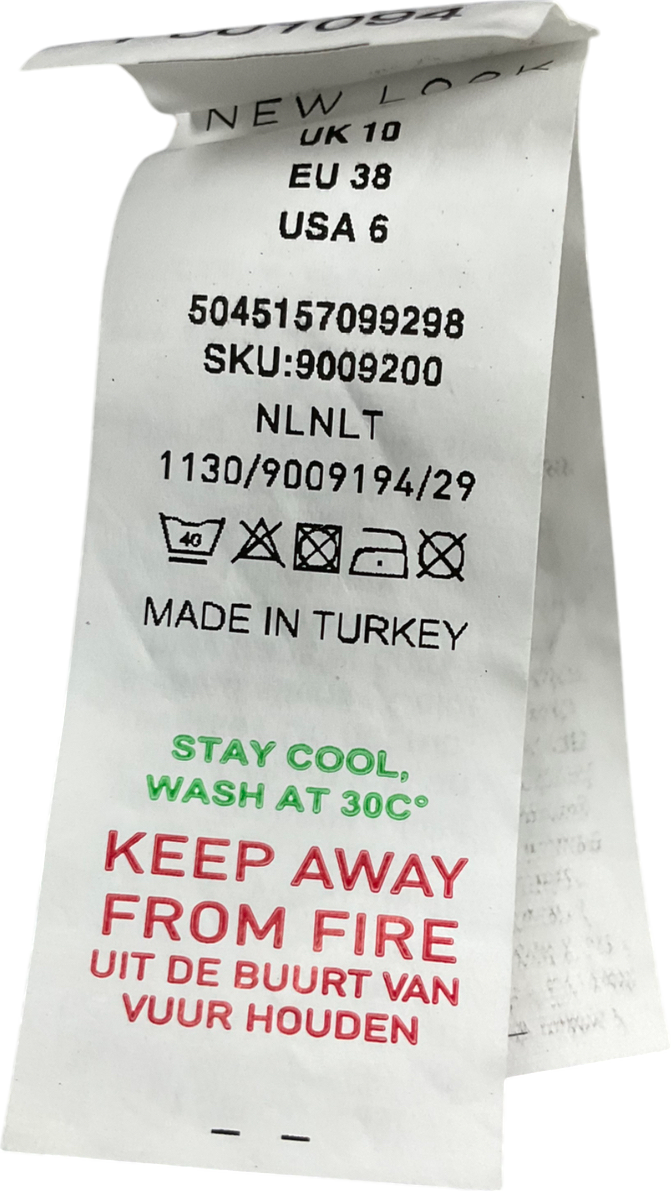 NEW LOOK
UK 10
EU 38
USA 6
5045157099298
SKU:9009200
NLNLT
1130/9009194/29
40
MADE IN TURKEY
STAY COOL,
WASH AT 30C°
KEEP AWAY
FROM FIRE
UIT DE BUURT VAN
VUUR HOUDEN